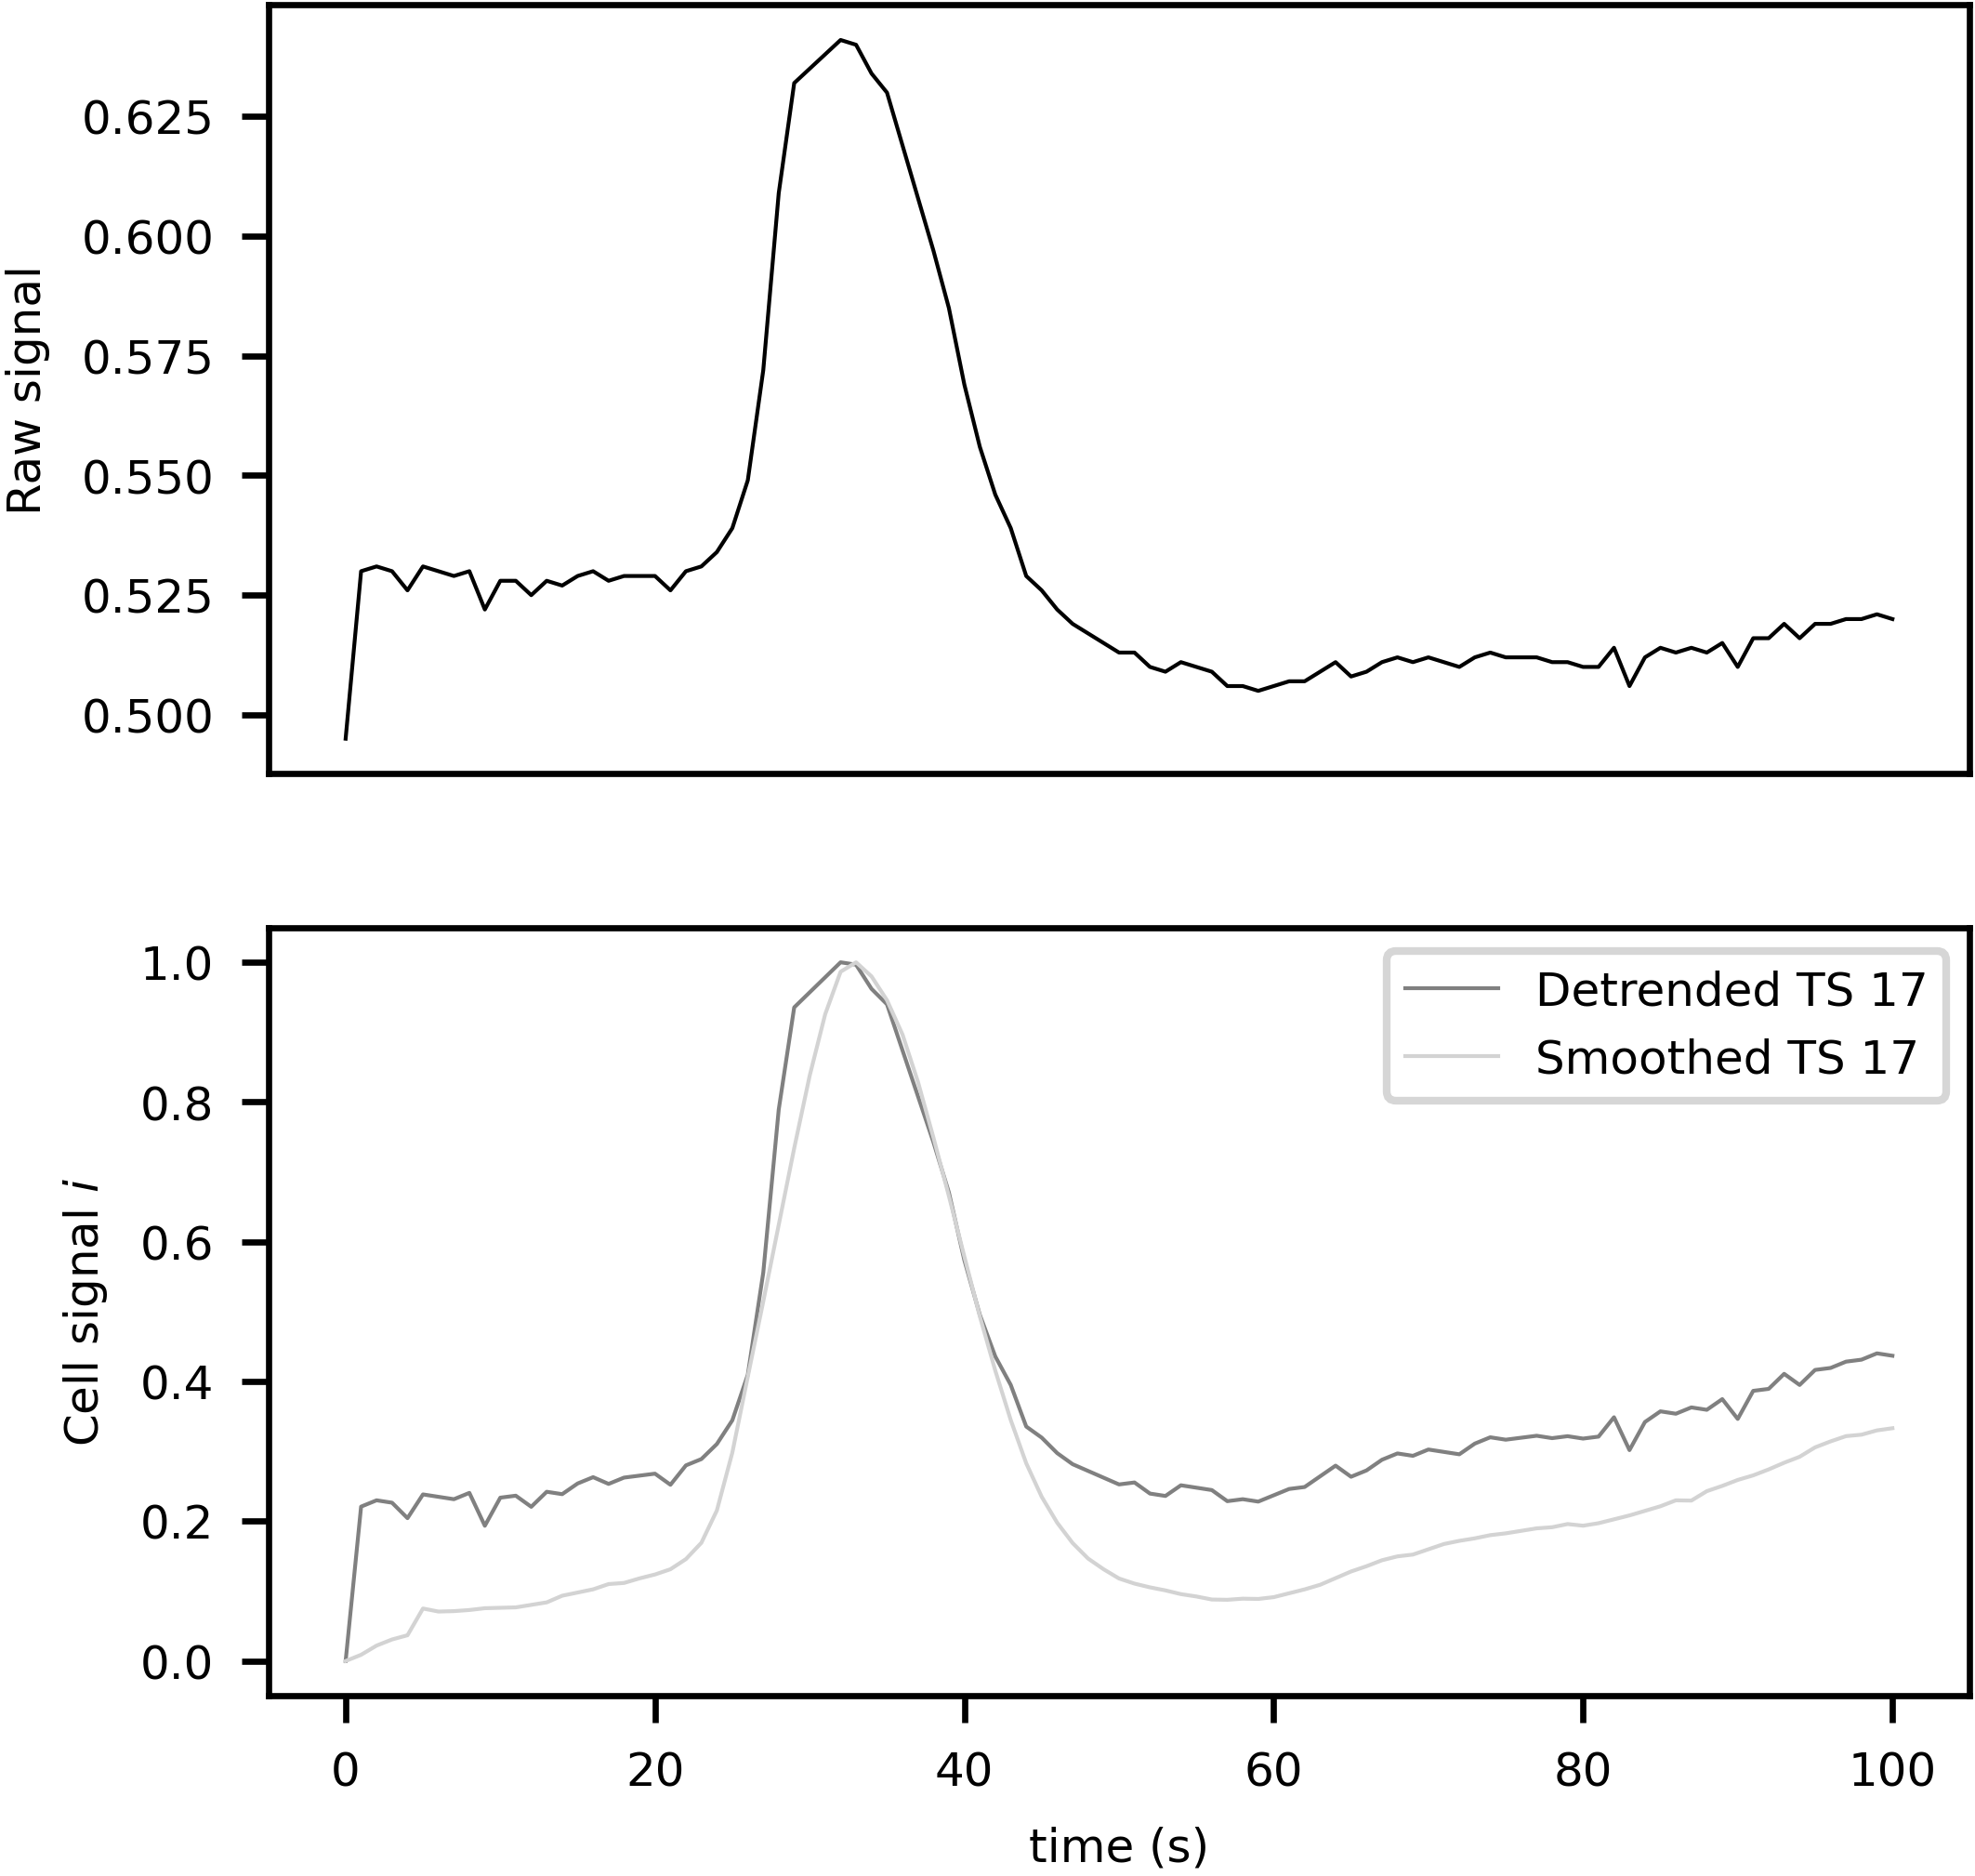 Raw signal
0.625
0.600
0.575
0.550
0.525
0.500
Cell signal i
1.0
0.8
0.6
0.4
0.2
0.0
Detrended TS 17
Smoothed TS 17
0 20 40 60 80 100
time (s)